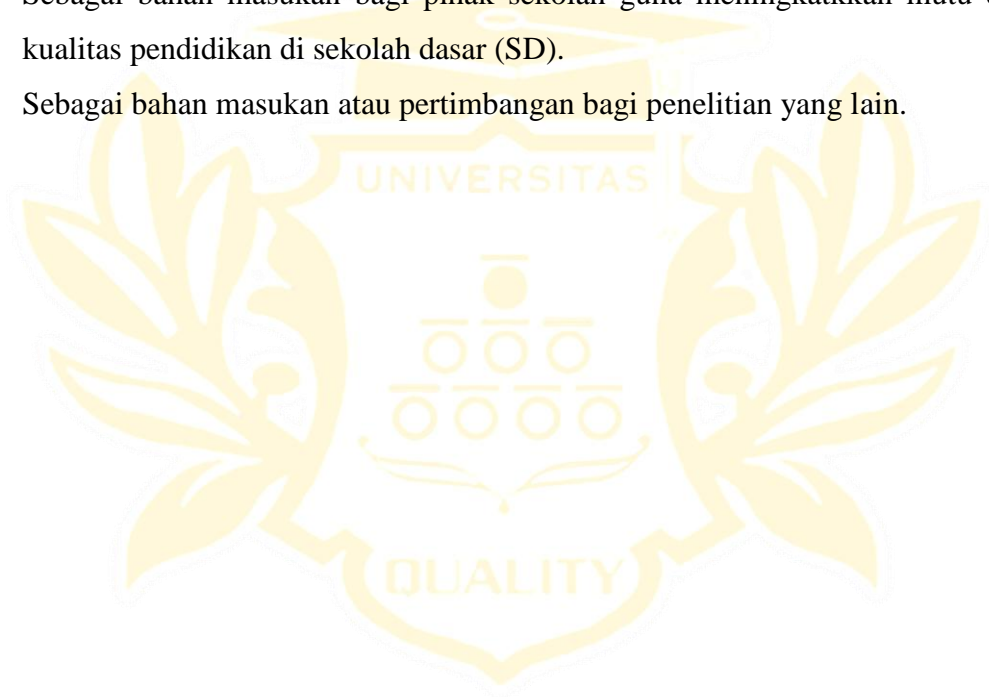 Sebagai bahan masukan bagi pihak sekolah guna meningkatkkan mutu
kualitas pendidikan di sekolah dasar (SD).
Sebagai bahan masukan atau pertimbangan bagi penelitian yang lain.
UNIVERSITAS
QUALITY